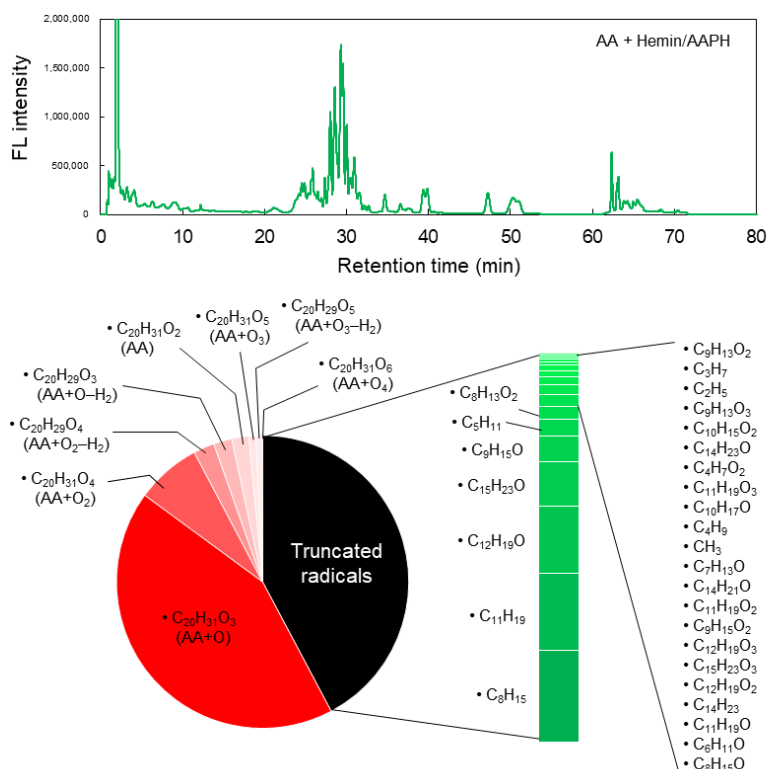 AA + Hemin/AAPH
FL intensity
2,000,000
1,500,000
1,000,000
500,000
0
0 10 20 30 40 50 60 70 80
Retention time (min)
• C₂₀H₂₉O₅
(AA+O₃–H₂)
• C₂₀H₃₁O₅
(AA+O₃)
• C₂₀H₃₁O₂
(AA)
• C₂₀H₃₁O₆
(AA+O₄)
• C₂₀H₂₉O₃
(AA+O–H₂)
• C₂₀H₂₉O₄
(AA+O₂–H₂)
• C₂₀H₃₁O₄
(AA+O₂)
• C₂₀H₃₁O₃
(AA+O)
Truncated
radicals
• C₈H₁₃O₂
• C₅H₁₁
• C₉H₁₅O
• C₁₅H₂₃O
• C₁₂H₁₉O
• C₁₁H₁₉
• C₈H₁₅
• C₉H₁₃O₂
• C₃H₇
• C₂H₅
• C₉H₁₃O₃
• C₁₀H₁₅O₂
• C₁₄H₂₃O
• C₄H₇O₂
• C₁₁H₁₉O₃
• C₁₀H₁₇O
• C₄H₉
• CH₃
• C₇H₁₃O
• C₁₄H₂₁O
• C₁₁H₁₉O₂
• C₉H₁₅O₂
• C₁₂H₁₉O₃
• C₁₅H₂₃O₃
• C₁₂H₁₉O₂
• C₁₄H₂₃
• C₁₁H₁₉O
• C₆H₁₁O
• C₈H₁₅O